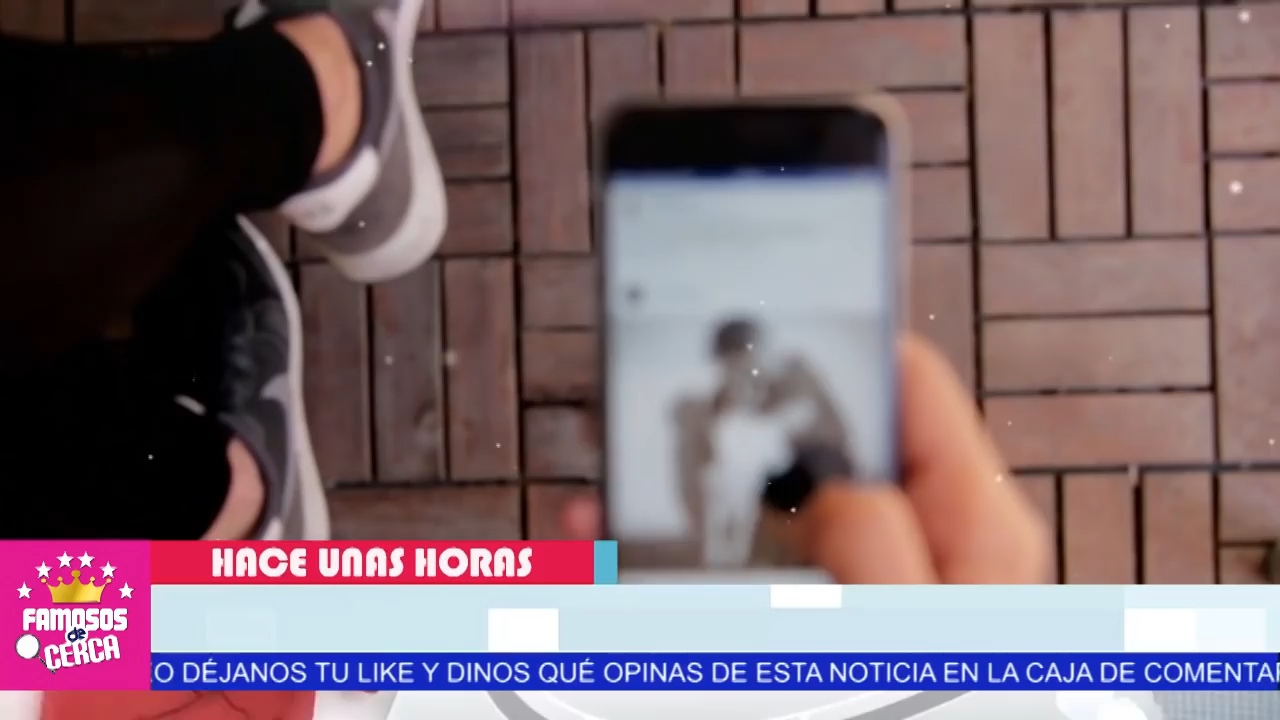 HACE UNAS HORAS
FAMOSOS
de
CERCA
O DÉJANOS TU LIKE Y DINOS QUÉ OPINAS DE ESTA NOTICIA EN LA CAJA DE COMENTAR